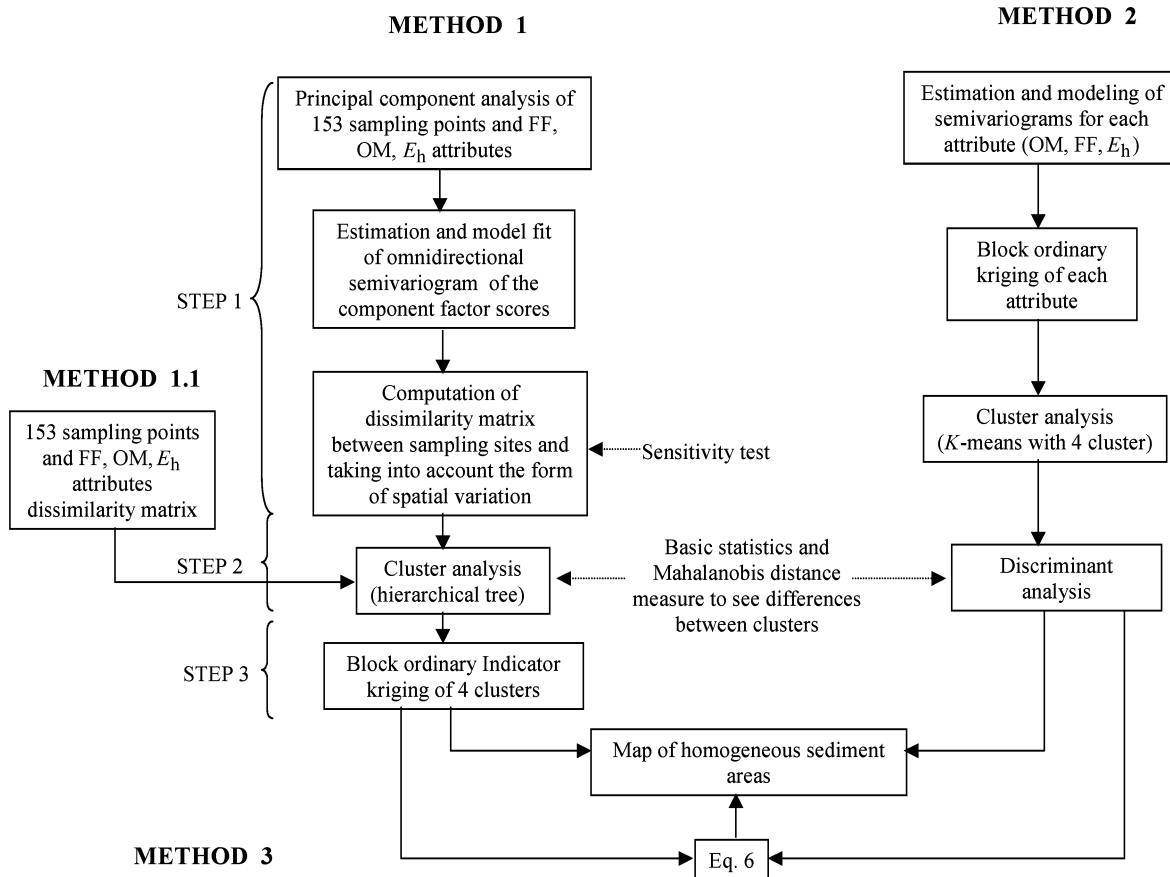 METHOD 1
METHOD 2
Principal component analysis of
153 sampling points and FF,
OM, Eh attributes
Estimation and modeling of
semivariograms for each
attribute (OM, FF, Eh)
Estimation and model fit
of omnidirectional
semivariogram of the
component factor scores
Block ordinary
kriging of each
attribute
STEP 1
METHOD 1.1
153 sampling points
and FF, OM, Eh
attributes
dissimilarity matrix
Computation of
dissimilarity matrix
between sampling sites and
taking into account the form
of spatial variation
Sensitivity test
Cluster analysis
(K-means with 4 cluster)
STEP 2
Cluster analysis
(hierarchical tree)
Basic statistics and
Mahalanobis distance
measure to see differences
between clusters
Discriminant
analysis
STEP 3
Block ordinary Indicator
kriging of 4 clusters
Map of homogeneous sediment
areas
METHOD 3
Eq. 6